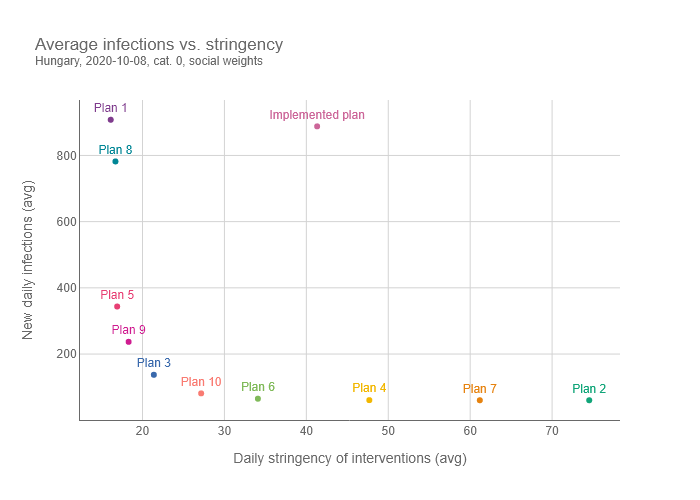 Average infections vs. stringency
Hungary, 2020-10-08, cat. 0, social weights
Plan 1
Implemented plan
Plan 8
Plan 5
Plan 9
Plan 3
Plan 10
Plan 6
Plan 4
Plan 7
Plan 2
800
600
400
200
20 30 40 50 60 70
New daily infections (avg)
Daily stringency of interventions (avg)